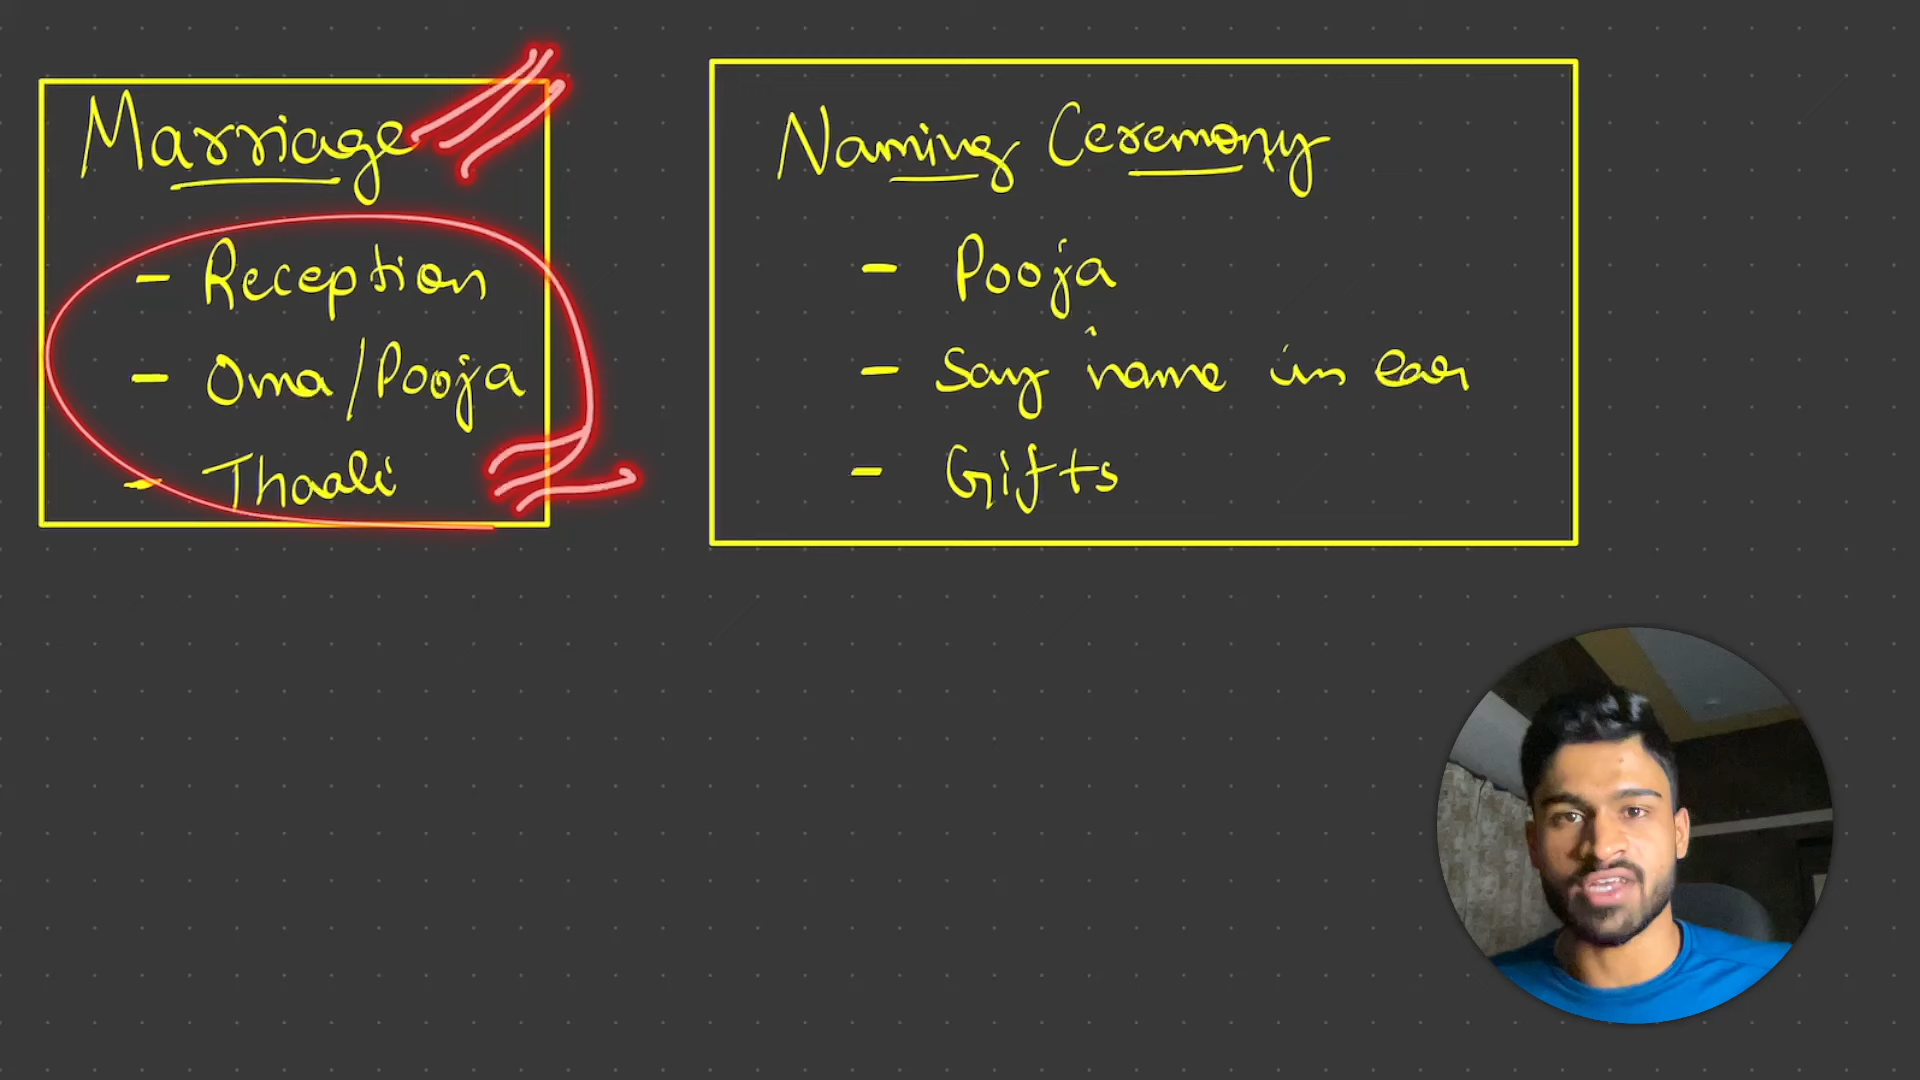 Marriage
- Reception
- Oma/Pooja
- Thaali
Naming Ceremony
- Pooja
- Say name in ear
- Gifts